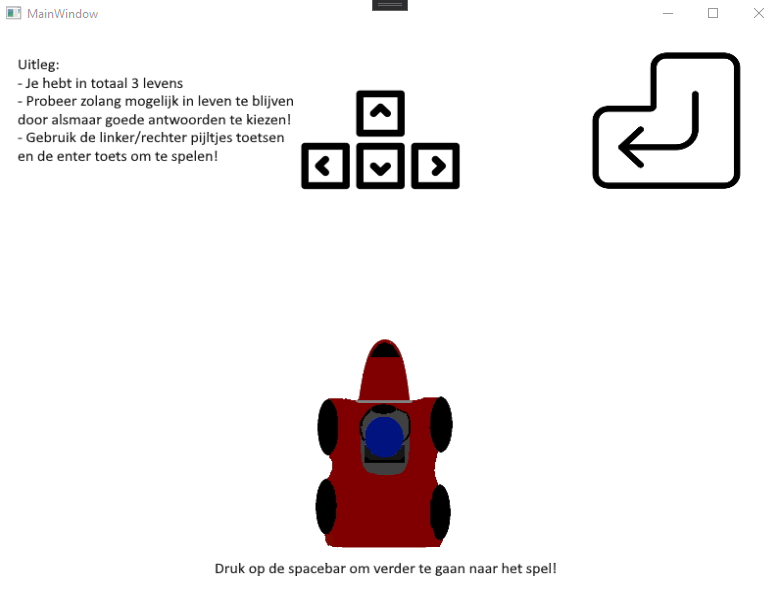 MainWindow
Uitleg:
- Je hebt in totaal 3 levens
- Probeer zolang mogelijk in leven te blijven
door alsmaar goede antwoorden te kiezen!
- Gebruik de linker/rechter pijltjes toetsen
en de enter toets om te spelen!
Druk op de spacebar om verder te gaan naar het spel!